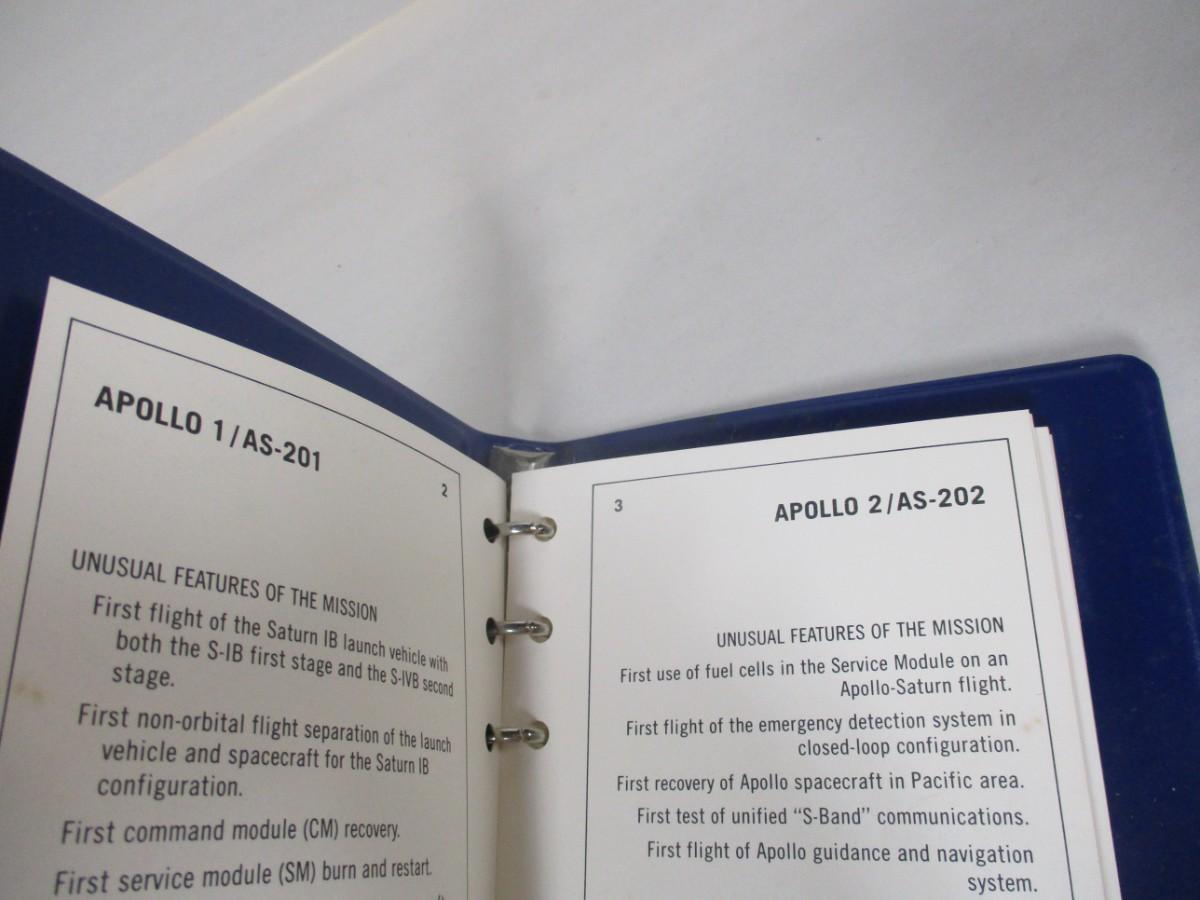 APOLLO 1/AS-201
2
UNUSUAL FEATURES OF THE MISSION
First flight of the Saturn IB launch vehicle with
both the S-IB first stage and the S-IVB second
stage.
First non-orbital flight separation of the launch
vehicle and spacecraft for the Saturn IB
configuration.
First command module (CM) recovery.
First service module (SM) burn and restart.
3
APOLLO 2/AS-202
UNUSUAL FEATURES OF THE MISSION
First use of fuel cells in the Service Module on an
Apollo-Saturn flight.
First flight of the emergency detection system in
closed-loop configuration.
First recovery of Apollo spacecraft in Pacific area.
First test of unified “S-Band” communications.
First flight of Apollo guidance and navigation
system.